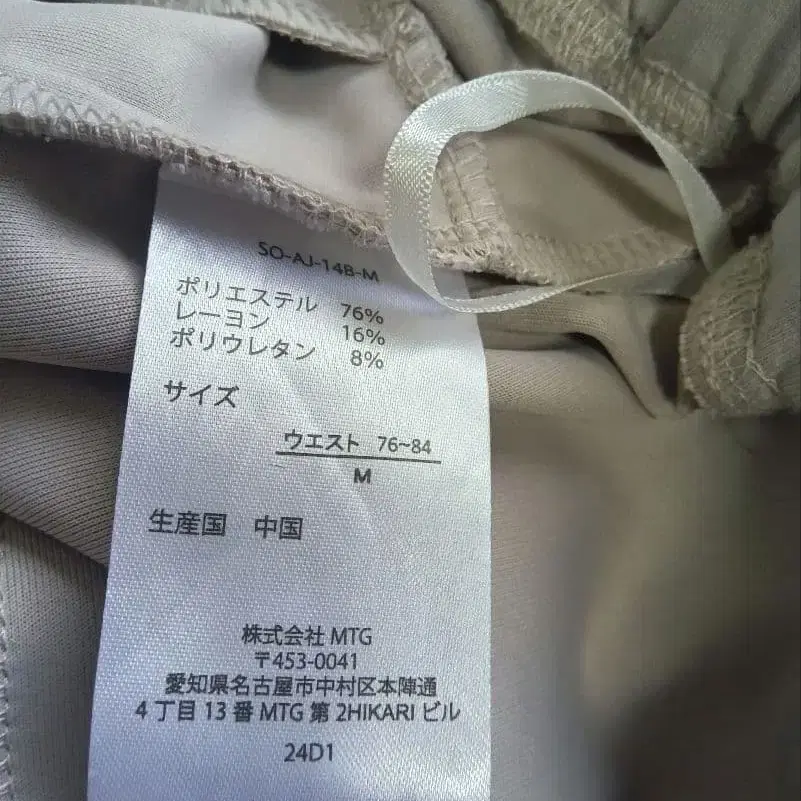 SO-AJ-14B-M
ポリエステル 76%
レーヨン 16%
ポリウレタン 8%
サイズ
ウエスト 76~84
M
生産国 中国
株式会社 MTG
〒453-0041
愛知県名古屋市中村区本陣通
4丁目13番MTG第2HIKARIビル
24D1